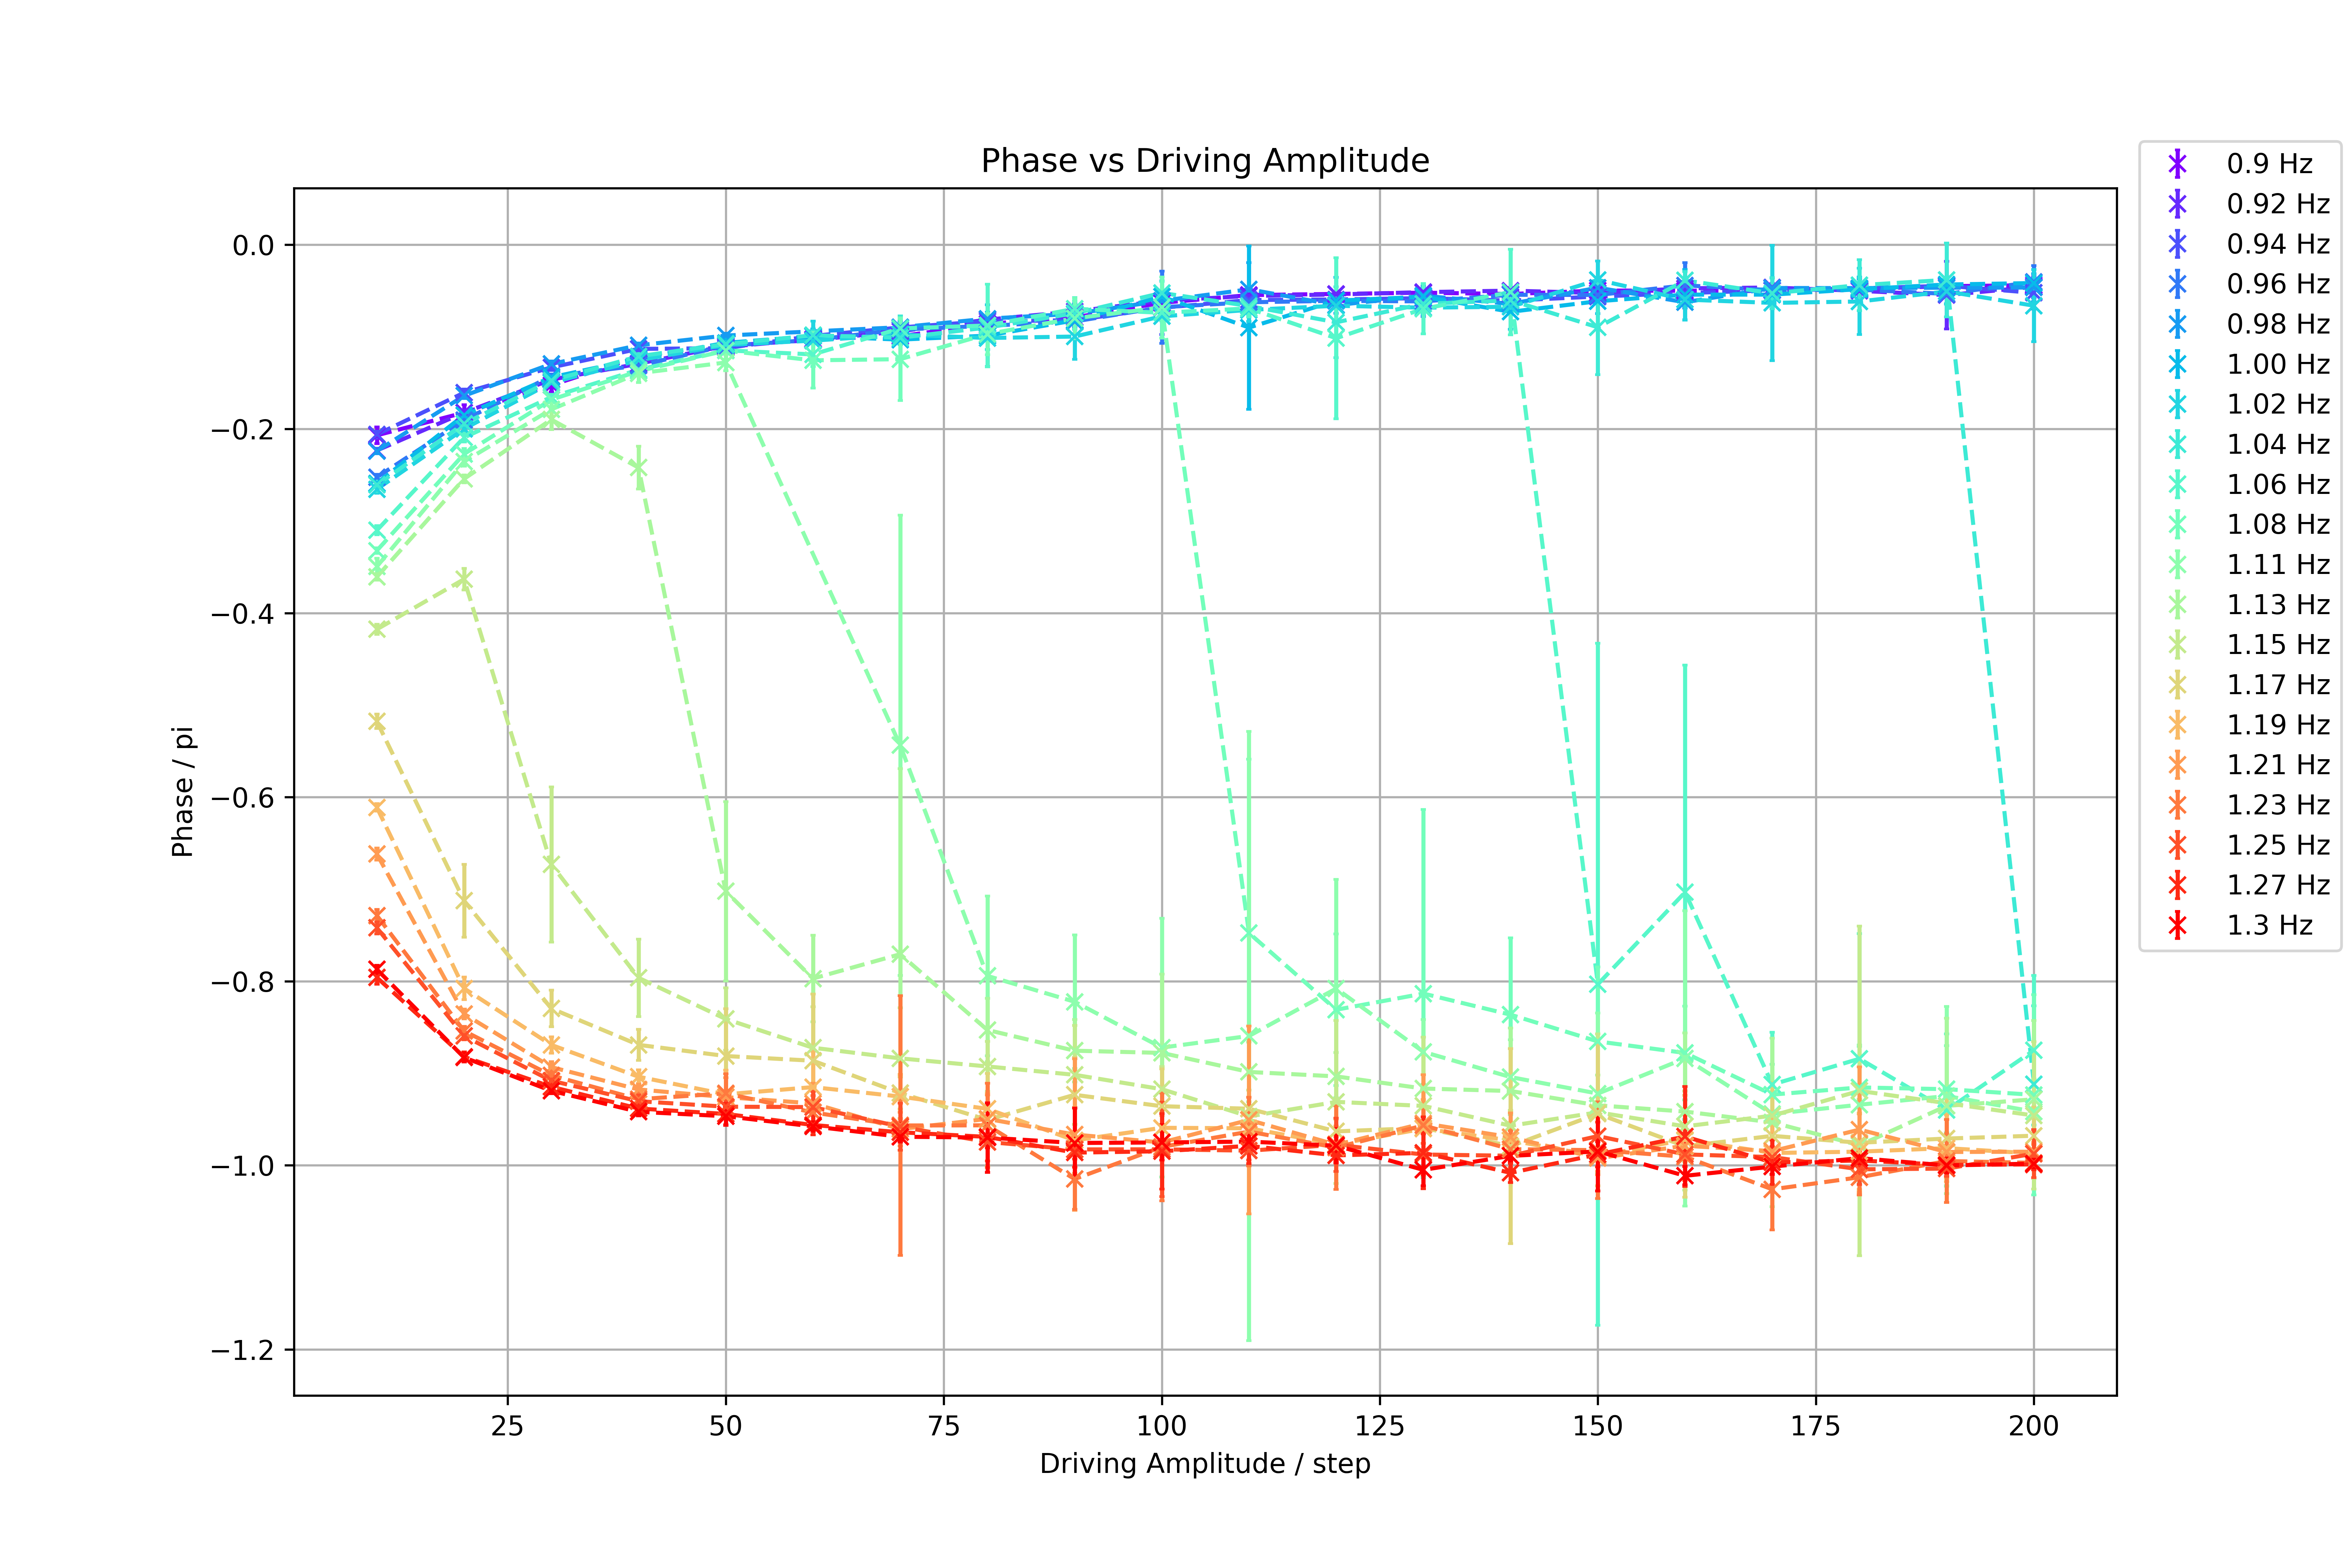 Phase vs Driving Amplitude
Phase / pi
0.0
−0.2
−0.4
−0.6
−0.8
−1.0
−1.2
25 50 75 100 125 150 175 200
Driving Amplitude / step
0.9 Hz
0.92 Hz
0.94 Hz
0.96 Hz
0.98 Hz
1.00 Hz
1.02 Hz
1.04 Hz
1.06 Hz
1.08 Hz
1.11 Hz
1.13 Hz
1.15 Hz
1.17 Hz
1.19 Hz
1.21 Hz
1.23 Hz
1.25 Hz
1.27 Hz
1.3 Hz